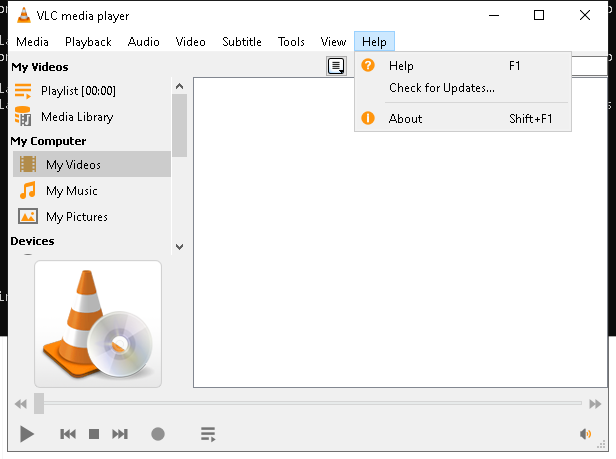 VLC media player
Media Playback Audio Video Subtitle Tools View Help
My Videos
Playlist [00:00]
Media Library
My Computer
My Videos
My Music
My Pictures
Devices
Help F1
Check for Updates...
About Shift+F1